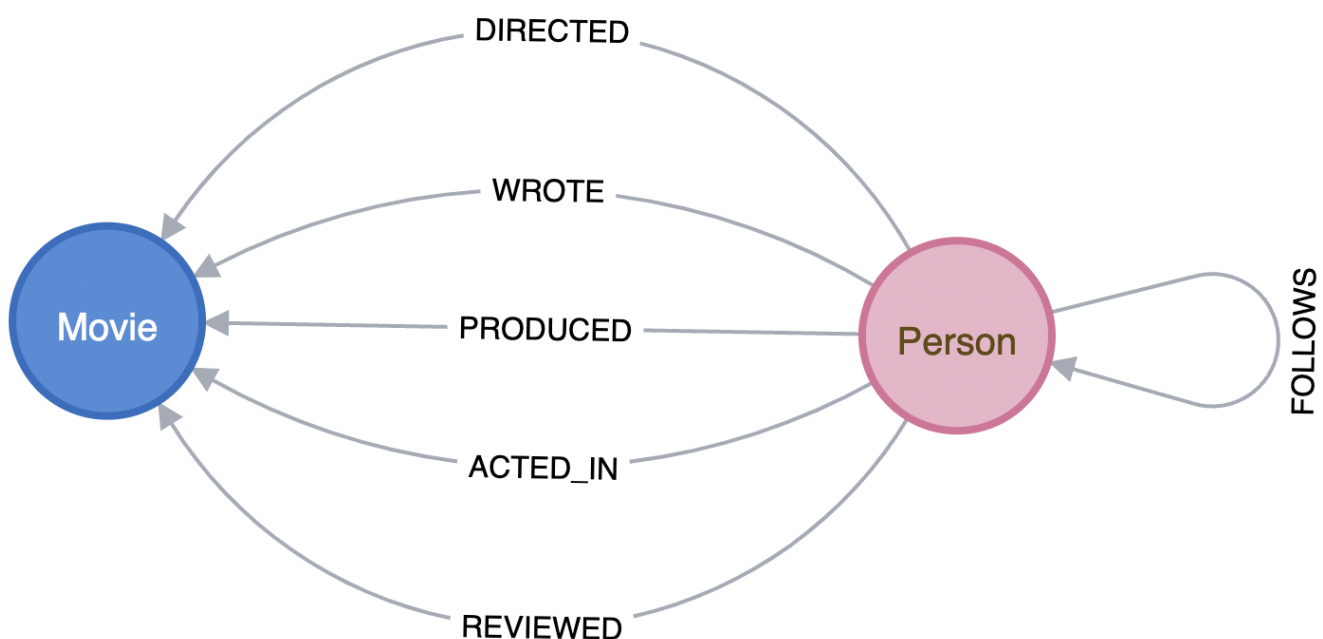 DIRECTED
WROTE
Movie
PRODUCED
Person
FOLLOWS
ACTED_IN
REVIEWED